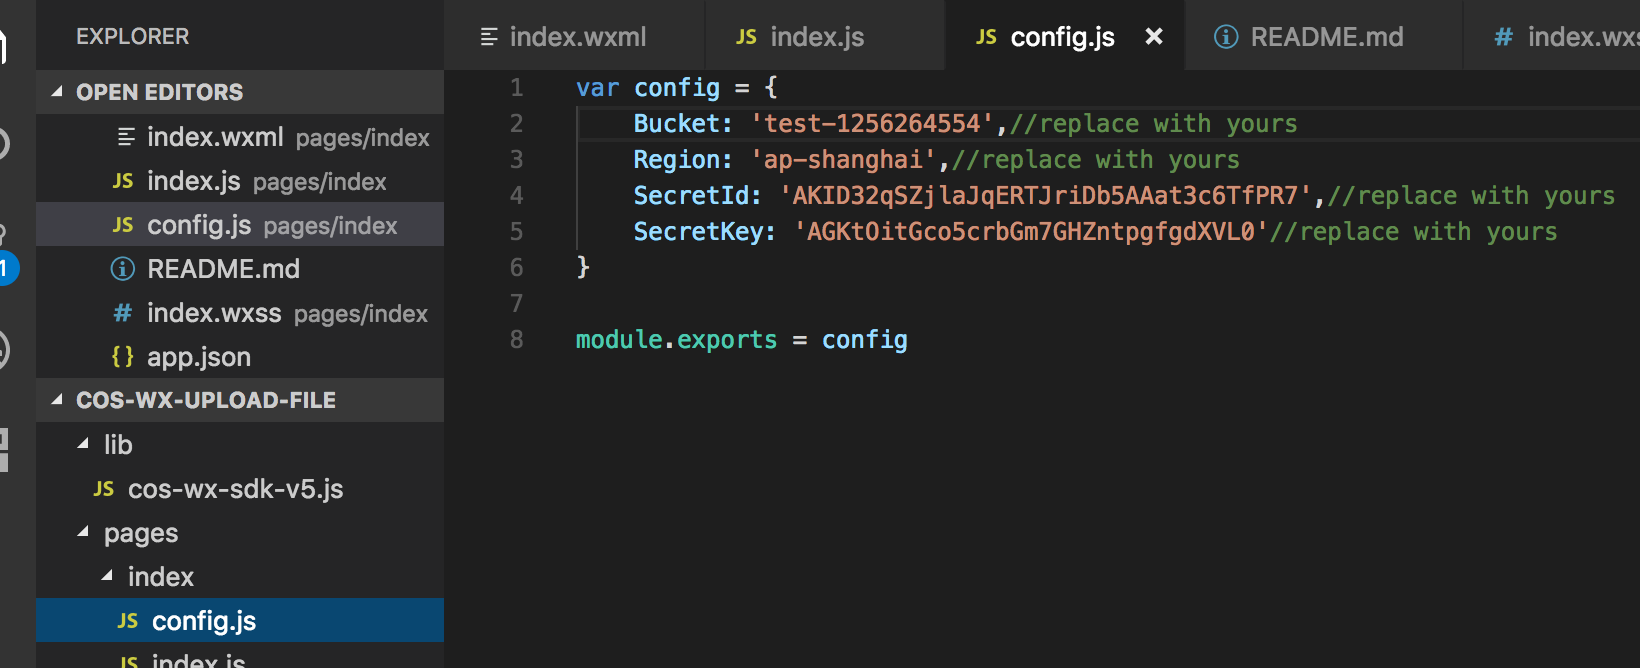 EXPLORER
OPEN EDITORS
index.wxml pages/index
JS index.js pages/index
JS config.js pages/index
README.md
# index.wxss pages/index
{} app.json
COS-WX-UPLOAD-FILE
lib
JS cos-wx-sdk-v5.js
pages
index
JS config.js
JS index.js
1
index.wxml
JS index.js
JS config.js ×
README.md
# index.wxs
1 var config = {
2 Bucket: 'test-1256264554',//replace with yours
3 Region: 'ap-shanghai',//replace with yours
4 SecretId: 'AKID32qSZjlaJqERTJriDb5AAat3c6TfPR7',//replace with yours
5 SecretKey: 'AGKtOitGco5crbGm7GHZntpgfgdXVL0'//replace with yours
6 }
7
8 module.exports = config